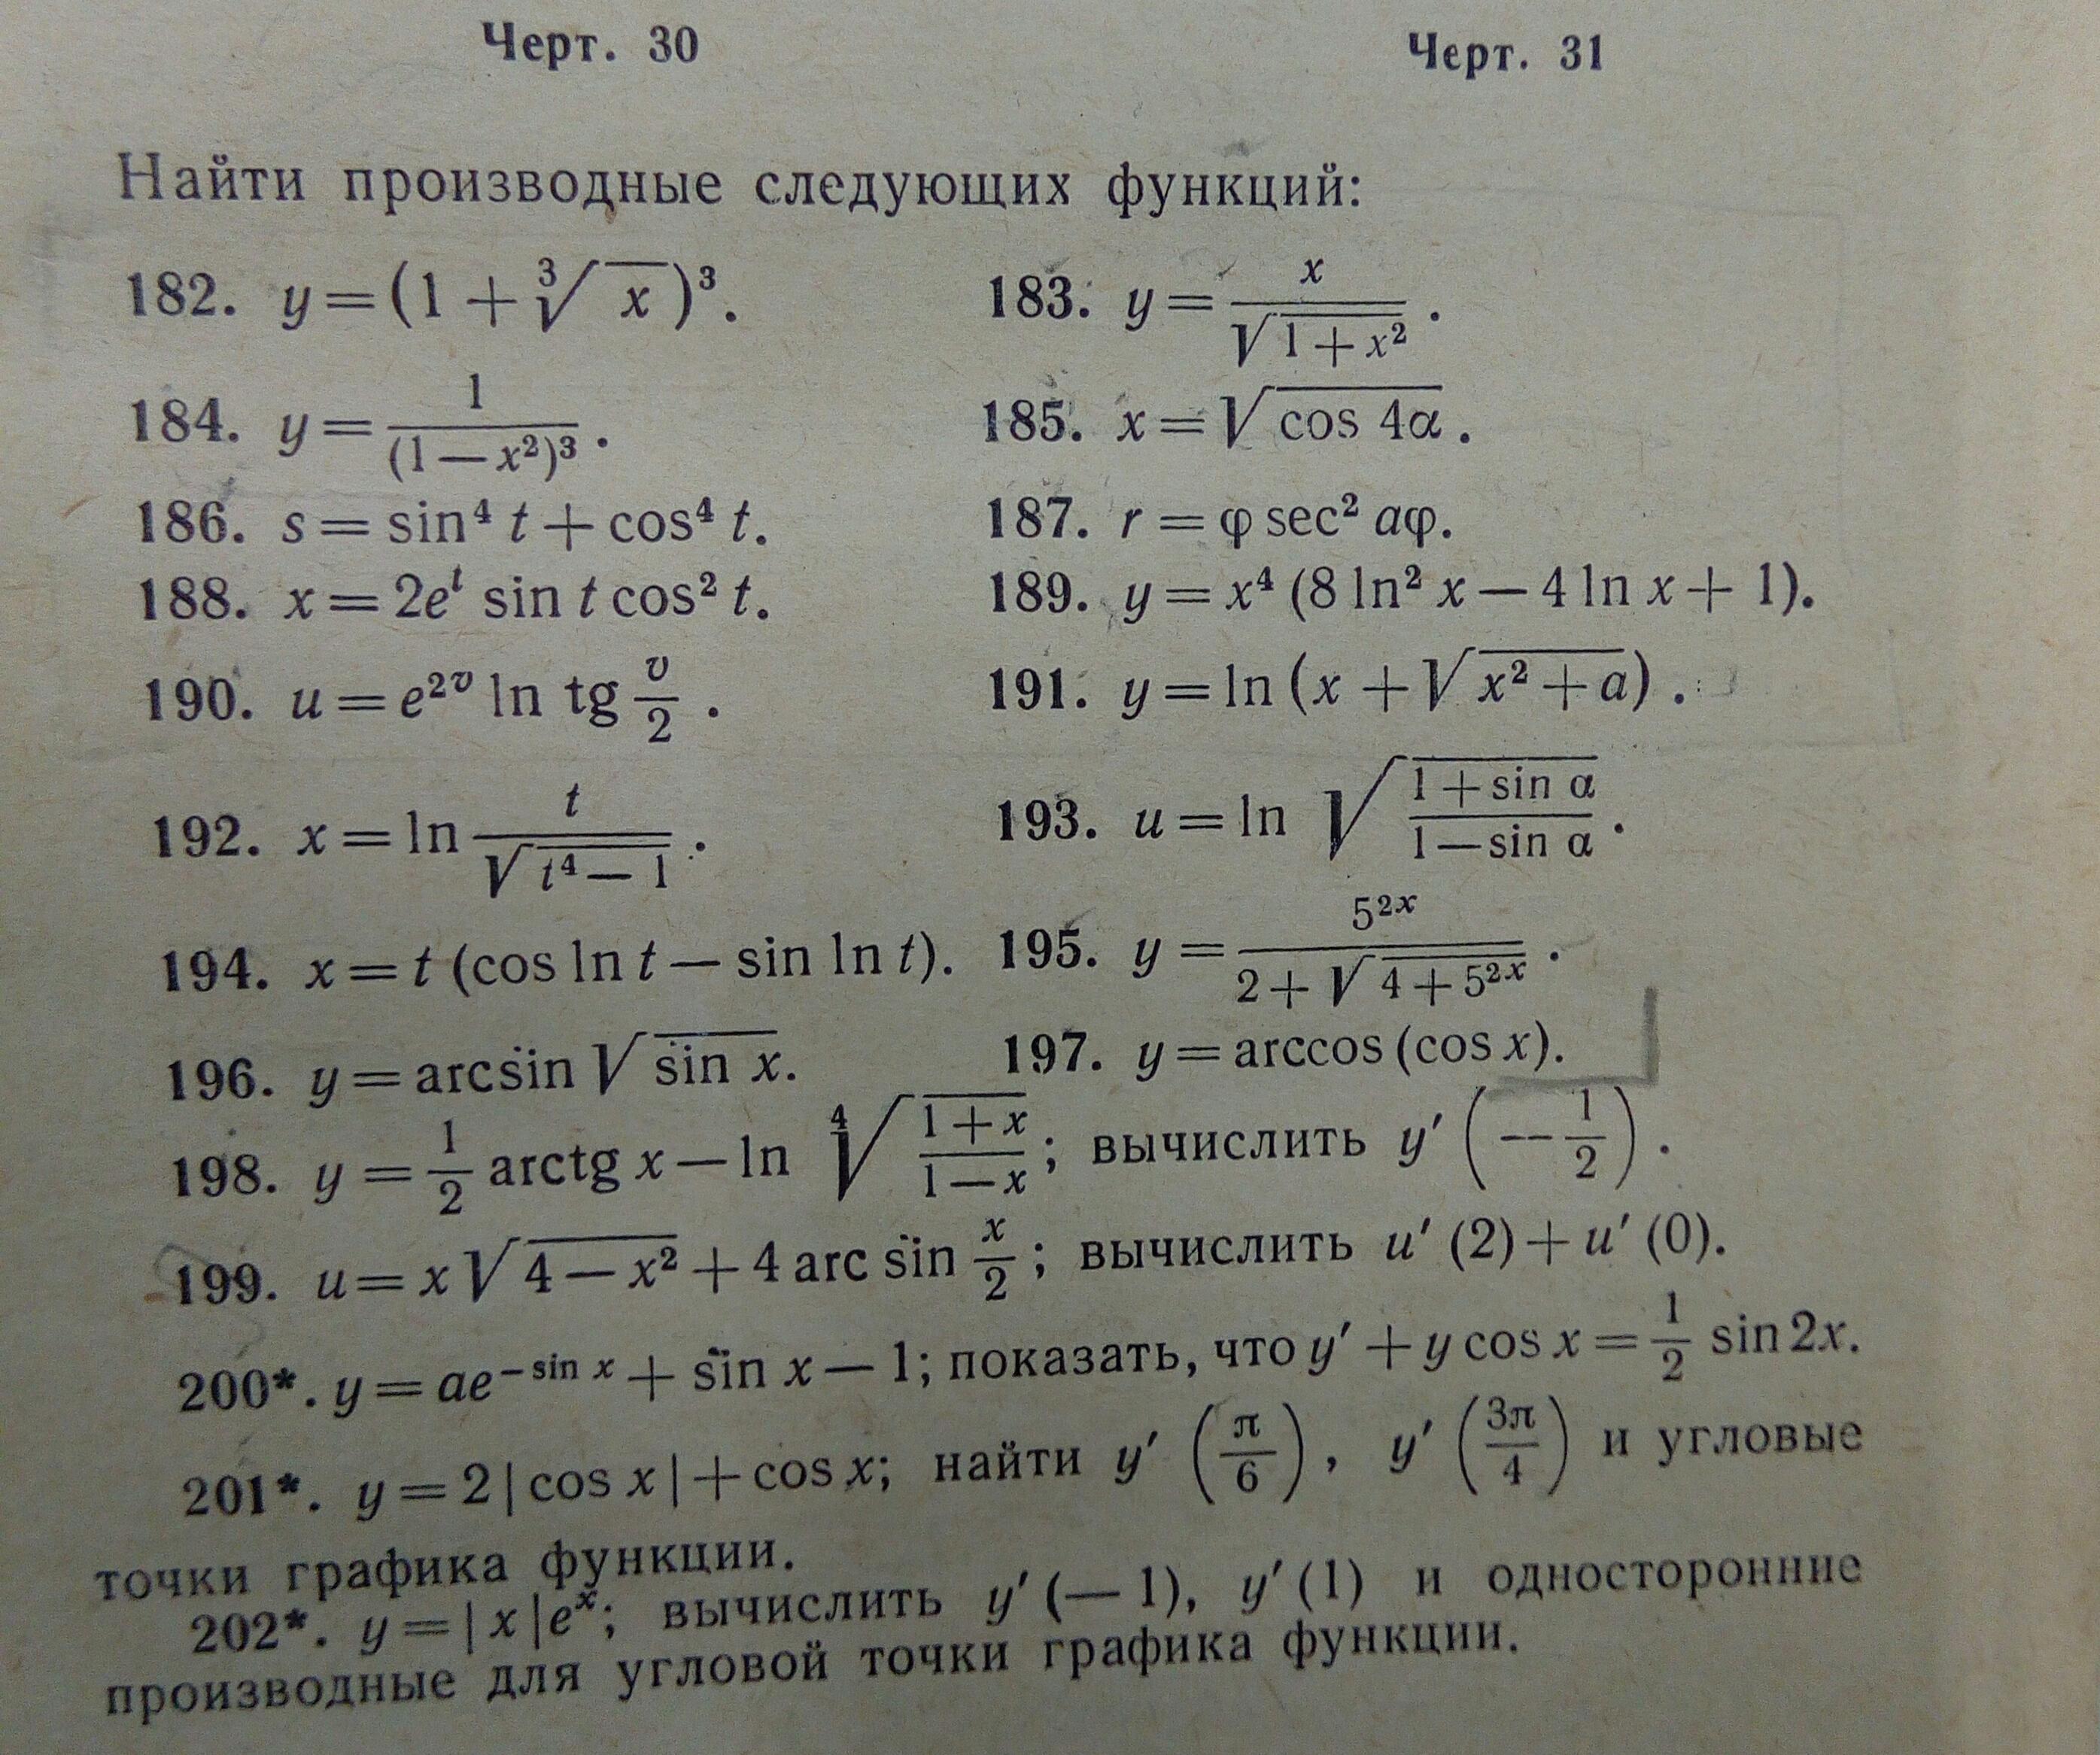 Черт. 30 Черт. 31
Найти производные следующих функций:
182. y = (1 + ∛x)³. 183. y = x/√(1+x²).
184. y = 1/(1−x²)³. 185. x = √(cos 4α).
186. s = sin⁴ t + cos⁴ t. 187. r = φ sec² aφ.
188. x = 2eᵗ sin t cos² t. 189. y = x⁴ (8 ln² x − 4 ln x + 1).
190. u = e²ᵛ ln tg v/2. 191. y = ln (x + √(x² + a)).
192. x = ln t/√(t⁴ − 1). 193. u = ln √((1 + sin α)/(1 − sin α)).
194. x = t (cos ln t − sin ln t). 195. y = 5²ˣ/(2 + √(4 + 5²ˣ)).
196. y = arcsin √(sin x). 197. y = arccos (cos x).
198. y = 1/2 arctg x − ln ∜((1 + x)/(1 − x)); вычислить y′ (− 1/2).
199. u = x √(4 − x²) + 4 arc sin x/2; вычислить u′ (2) + u′ (0).
200*. y = ae^(−sin x) + sin x − 1; показать, что y′ + y cos x = 1/2 sin 2x.
201*. y = 2 | cos x | + cos x; найти y′ (π/6), y′ (3π/4) и угловые
точки графика функции.
202*. y = | x | eˣ; вычислить y′ (− 1), y′ (1) и односторонние
производные для угловой точки графика функции.